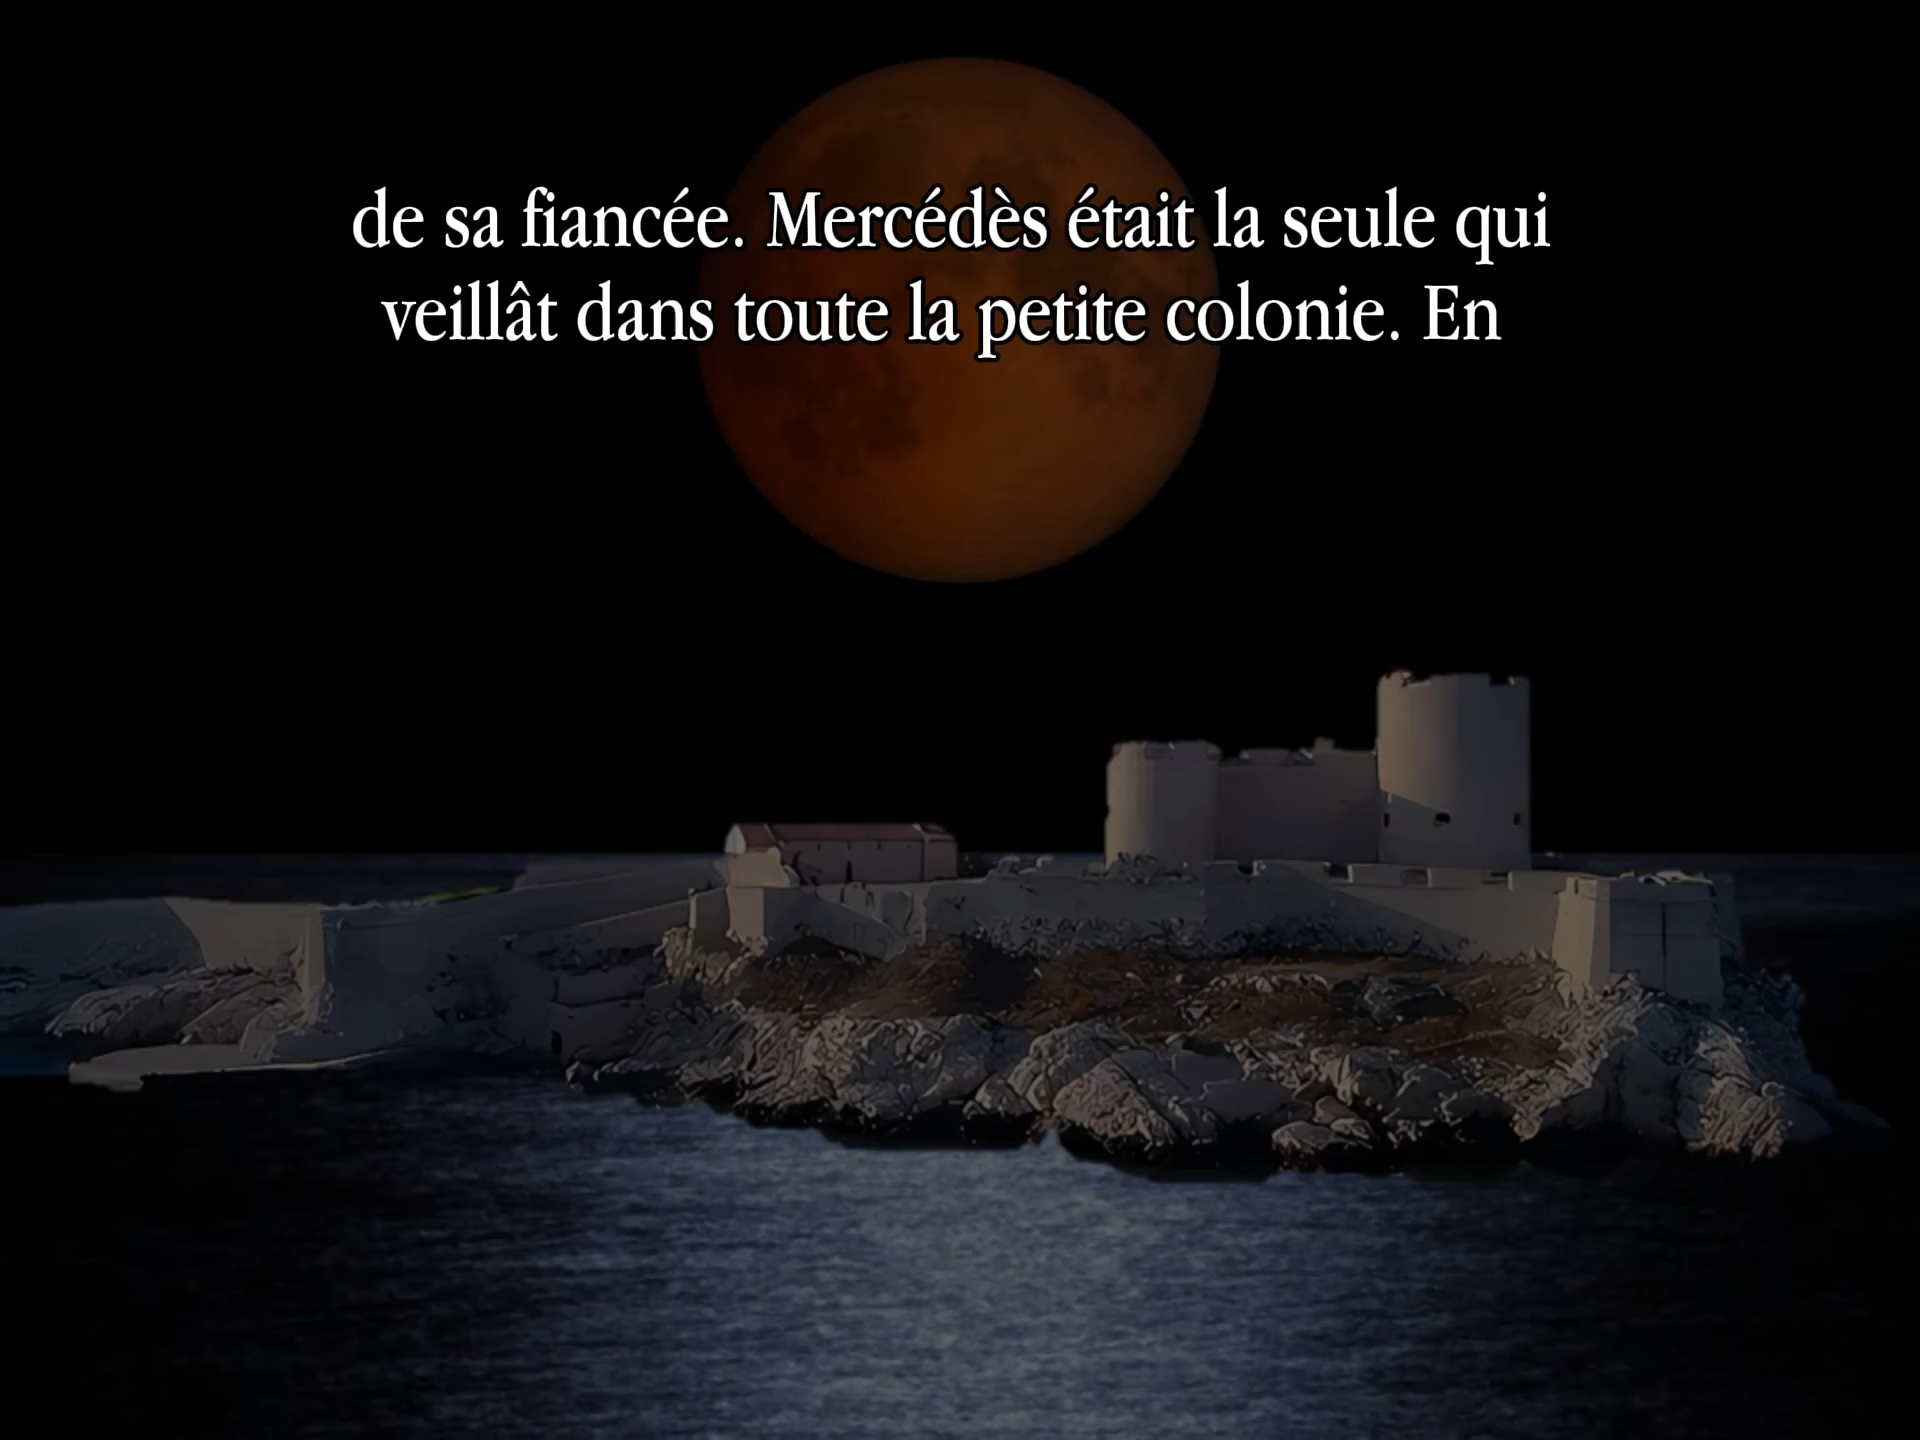 de sa fiancée. Mercédès était la seule qui
veillât dans toute la petite colonie. En